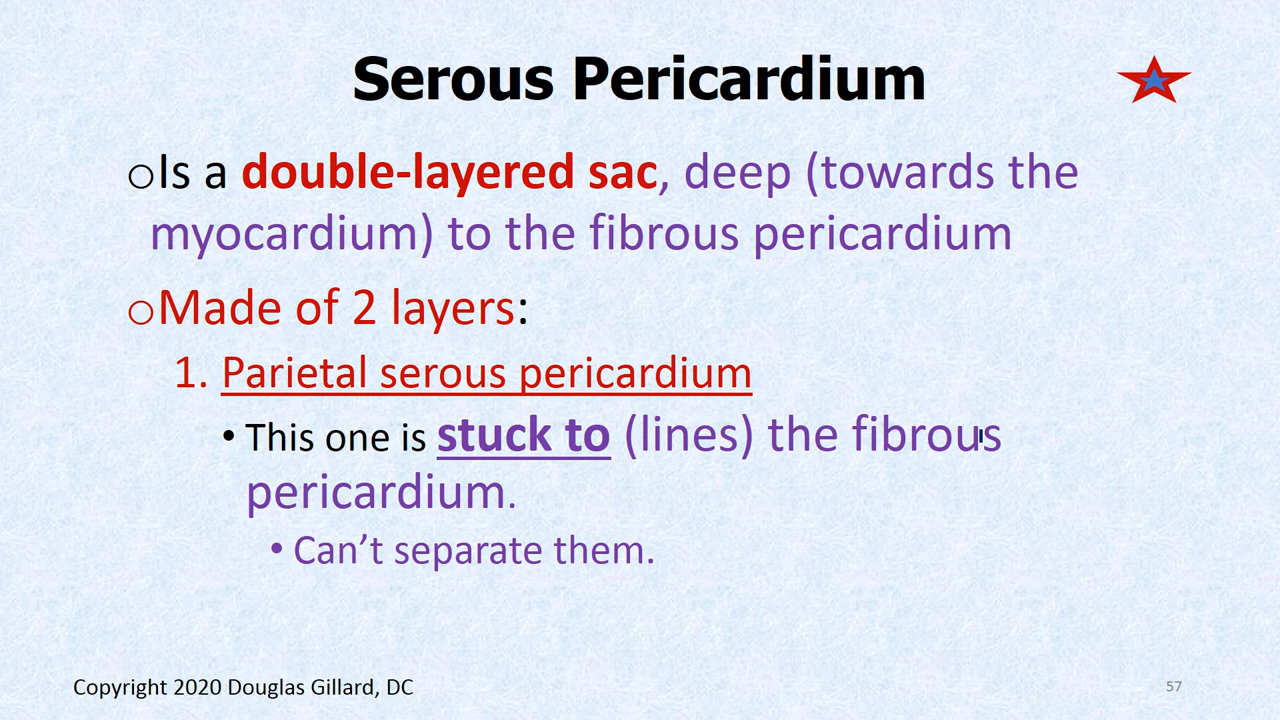 Serous Pericardium
oIs a double-layered sac, deep (towards the
myocardium) to the fibrous pericardium
oMade of 2 layers:
1. Parietal serous pericardium
• This one is stuck to (lines) the fibrous
pericardium.
• Can’t separate them.
Copyright 2020 Douglas Gillard, DC
57